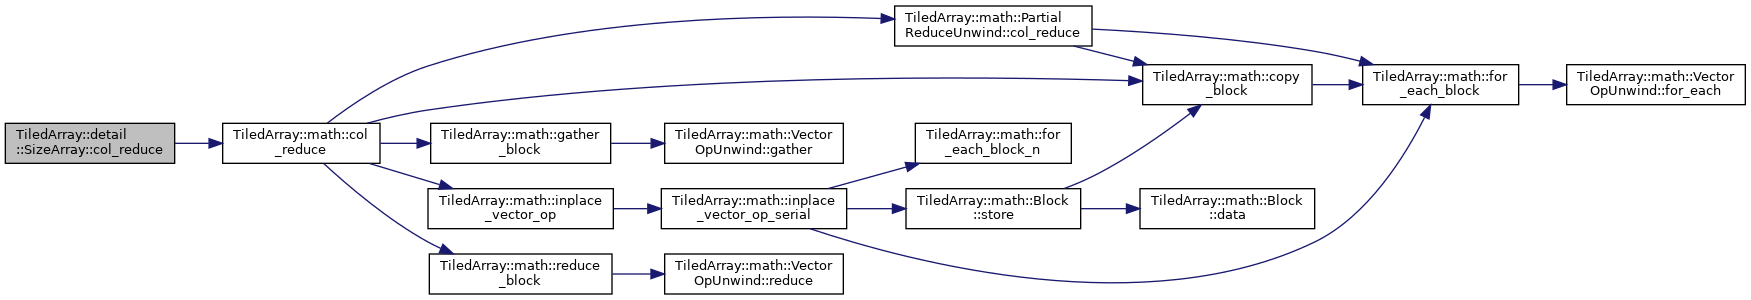 TiledArray::detail
::SizeArray::col_reduce
TiledArray::math::col
_reduce
TiledArray::math::Partial
ReduceUnwind::col_reduce
TiledArray::math::copy
_block
TiledArray::math::for
_each_block
TiledArray::math::Vector
OpUnwind::for_each
TiledArray::math::gather
_block
TiledArray::math::Vector
OpUnwind::gather
TiledArray::math::for
_each_block_n
TiledArray::math::inplace
_vector_op
TiledArray::math::inplace
_vector_op_serial
TiledArray::math::Block
::store
TiledArray::math::Block
::data
TiledArray::math::reduce
_block
TiledArray::math::Vector
OpUnwind::reduce